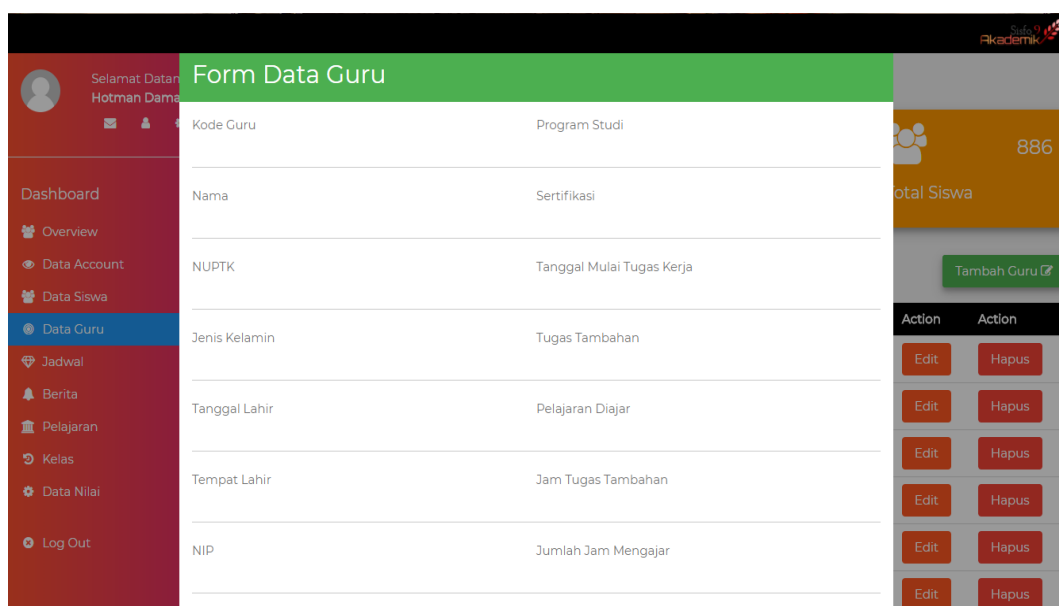 Sisfo
Akademik
Selamat Datan
Hotman Dama
Form Data Guru
Kode Guru
Program Studi
Nama
Sertifikasi
NUPTK
Tanggal Mulai Tugas Kerja
Jenis Kelamin
Tugas Tambahan
Tanggal Lahir
Pelajaran Diajar
Tempat Lahir
Jam Tugas Tambahan
NIP
Jumlah Jam Mengajar
Dashboard
Overview
Data Account
Data Siswa
Data Guru
Jadwal
Berita
Pelajaran
Kelas
Data Nilai
Log Out
886
otal Siswa
Tambah Guru
Action Action
Edit Hapus
Edit Hapus
Edit Hapus
Edit Hapus
Edit Hapus
Edit Hapus